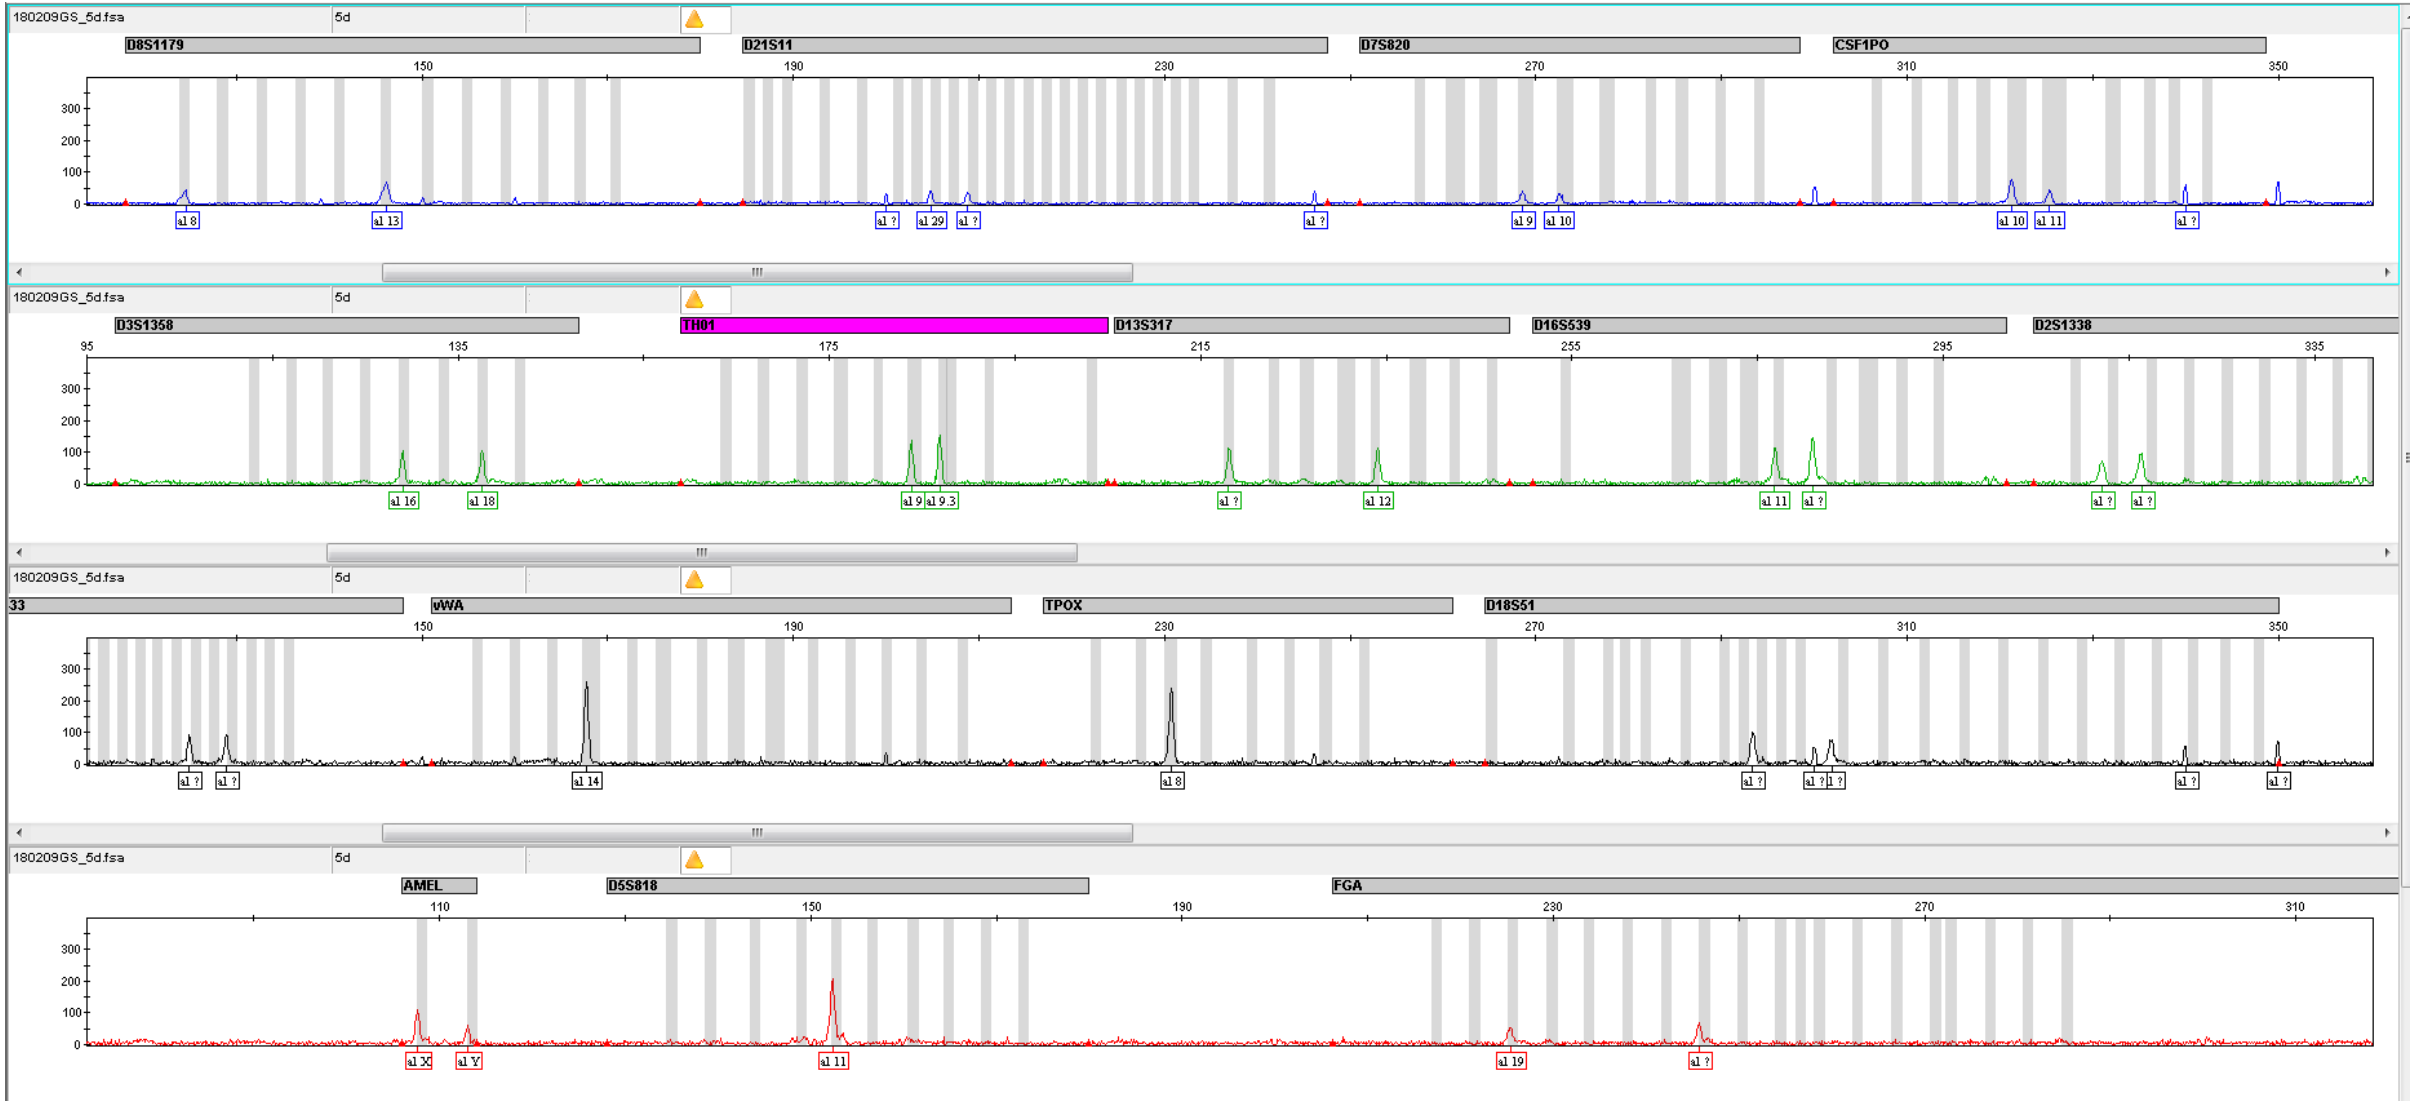 180209GS_5d.fsa 5d
D8S1179 D21S11 D7S820 CSF1PO
150 190 230 270 310 350
300
200
100
0
al 8 al 13 al ? al 29 al ? al ? al 9 al 10 al 10 al 11 al ?
180209GS_5d.fsa 5d
D3S1358 TH01 D13S317 D16S539 D2S1338
95 135 175 215 255 295 335
300
200
100
0
al 16 al 18 al 9 al 9.3 al ? al 12 al 11 al ? al ? al ?
180209GS_5d.fsa 5d
33 vWA TPOX D18S51
150 190 230 270 310 350
300
200
100
0
al ? al ? al 14 al 8 al ? al ? l ? al ? al ?
180209GS_5d.fsa 5d
AMEL D5S818 FGA
110 150 190 230 270 310
300
200
100
0
al X al Y al 11 al 19 al ?